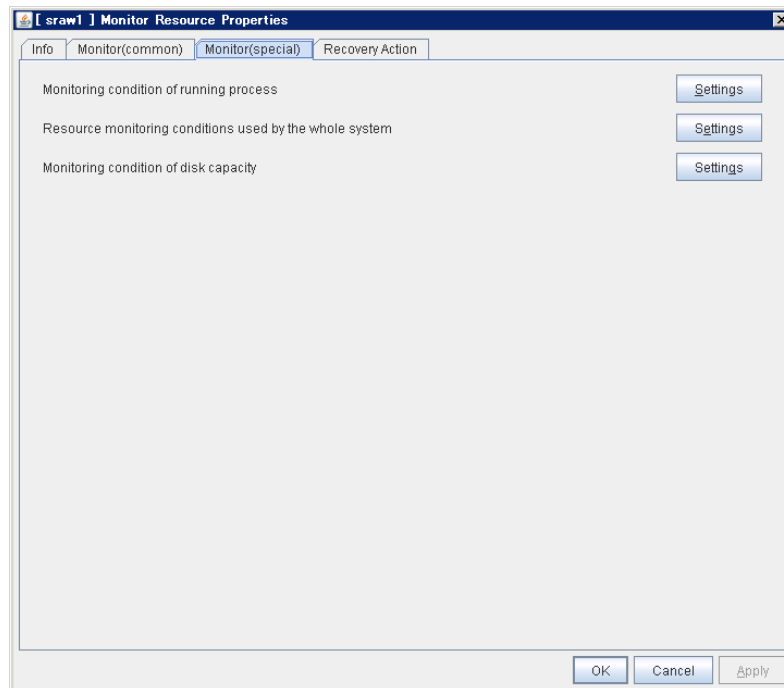 [ sraw1 ] Monitor Resource Properties
Info Monitor(common) Monitor(special) Recovery Action
Monitoring condition of running process Settings
Resource monitoring conditions used by the whole system Settings
Monitoring condition of disk capacity Settings
OK Cancel Apply